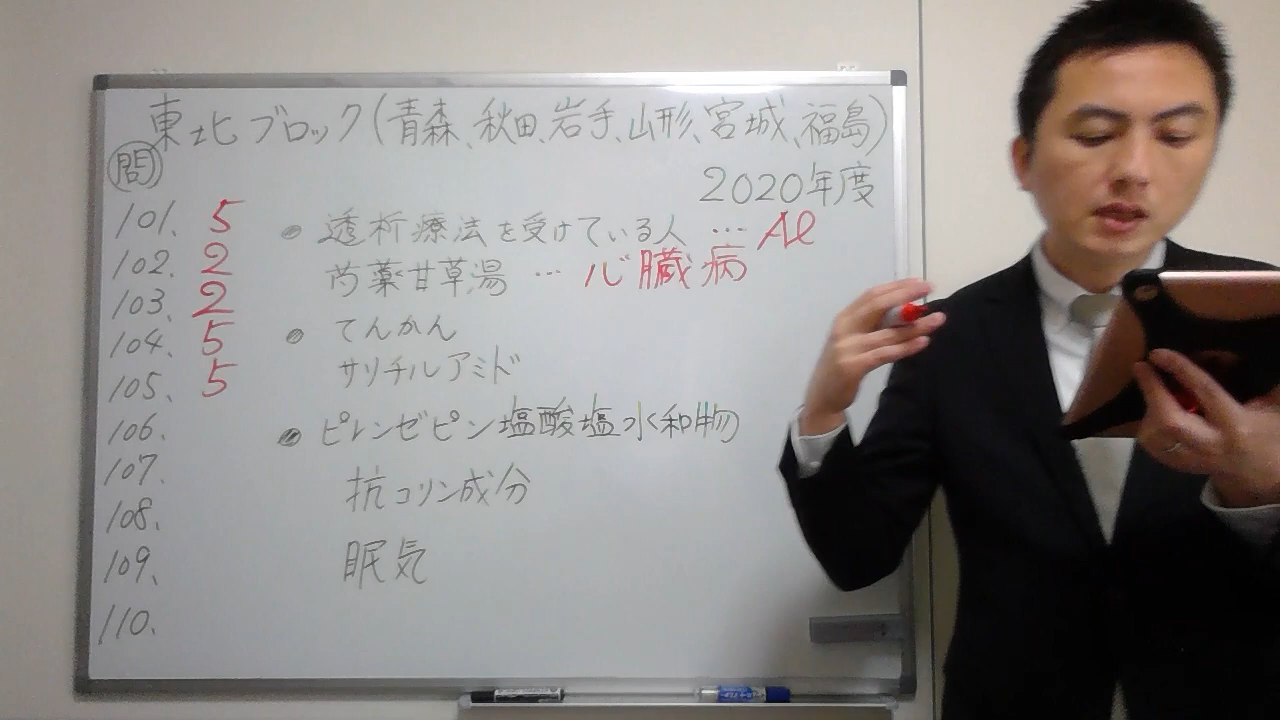 東北ブロック(青森、秋田、岩手、山形、宮城、福島)
問
2020年度
101. 5
102. 2
103. 2
104. 5
105. 5
106.
107.
108.
109.
110.
● 透析療法を受けている人 … Al
芍薬甘草湯 … 心臓病
● てんかん
サリチルアミド
● ピレンゼピン塩酸塩水和物
抗コリン成分
眠気